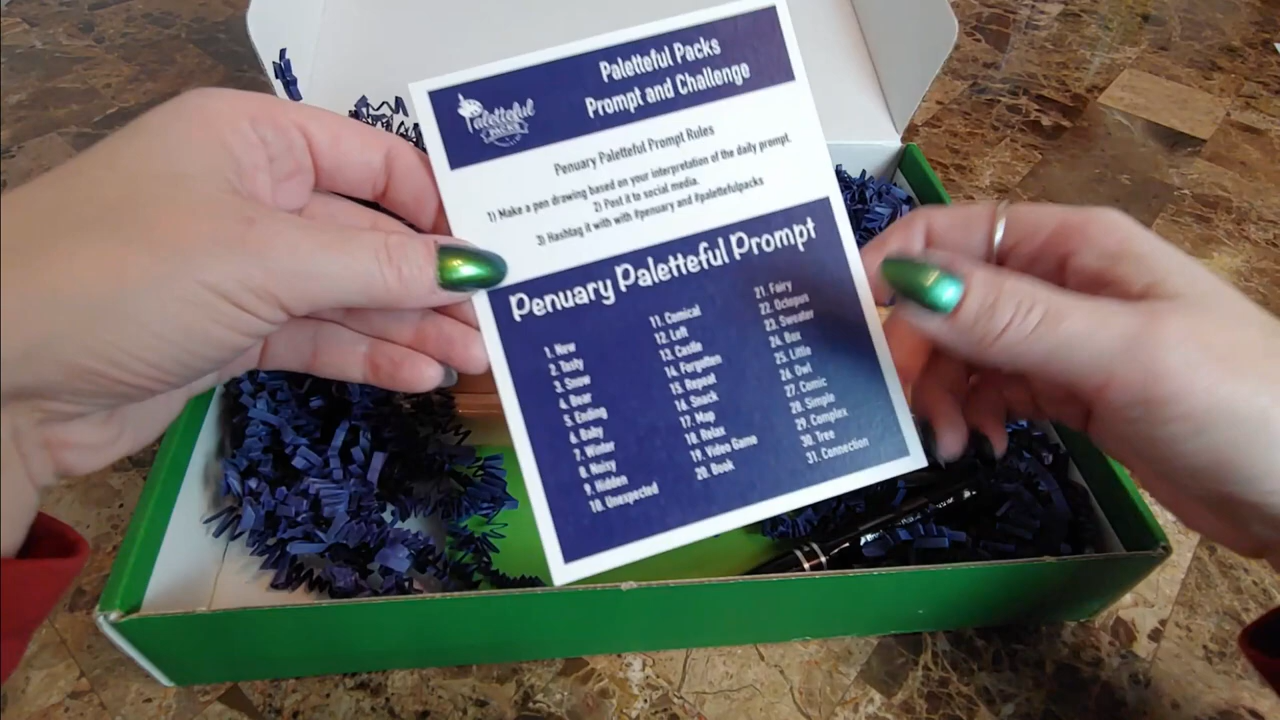 Paletteful
PACKS
Paletteful Packs
Prompt and Challenge
Penuary Paletteful Prompt Rules
1) Make a pen drawing based on your interpretation of the daily prompt.
2) Post it to social media.
3) Hashtag it with with #penuary and #palettefulpacks
Penuary Paletteful Prompt
1. New
2. Tasty
3. Snow
4. Bear
5. Ending
6. Baby
7. Winter
8. Noisy
9. Hidden
10. Unexpected
11. Comical
12. Left
13. Castle
14. Forgotten
15. Repeat
16. Snack
17. Map
18. Relax
19. Video Game
20. Book
21. Fairy
22. Octopus
23. Sweater
24. Box
25. Little
26. Owl
27. Comic
28. Simple
29. Complex
30. Tree
31. Connection